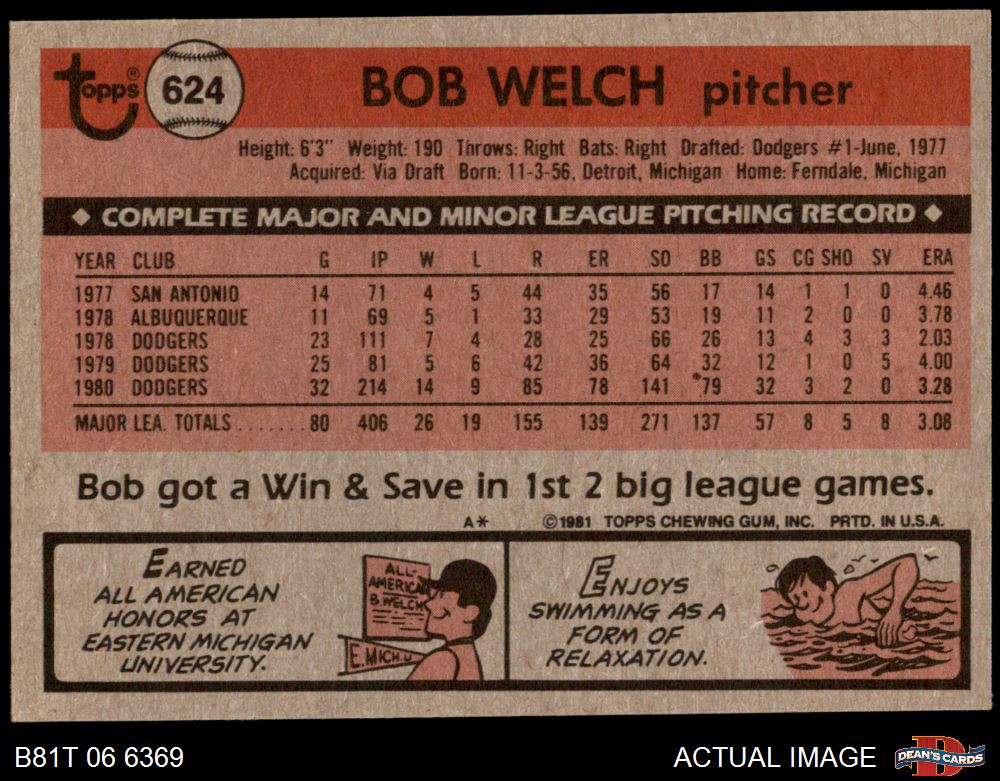 Topps® 624 BOB WELCH pitcher
Height: 6'3" Weight: 190 Throws: Right Bats: Right Drafted: Dodgers #1-June, 1977
Acquired: Via Draft Born: 11-3-56, Detroit, Michigan Home: Ferndale, Michigan
◆ COMPLETE MAJOR AND MINOR LEAGUE PITCHING RECORD ◆
YEAR CLUB G IP W L R ER SO BB GS CG SHO SV ERA
1977 SAN ANTONIO 14 71 4 5 44 35 56 17 14 1 1 0 4.46
1978 ALBUQUERQUE 11 69 5 1 33 29 53 19 11 2 0 0 3.78
1978 DODGERS 23 111 7 4 28 25 66 26 13 4 3 3 2.03
1979 DODGERS 25 81 5 6 42 36 64 32 12 1 0 5 4.00
1980 DODGERS 32 214 14 9 85 78 141 79 32 3 2 0 3.28
MAJOR LEA. TOTALS ....... 80 406 26 19 155 139 271 137 57 8 5 8 3.08
Bob got a Win & Save in 1st 2 big league games.
A* ©1981 TOPPS CHEWING GUM, INC. PRTD. IN U.S.A.
EARNED
ALL AMERICAN
HONORS AT
EASTERN MICHIGAN
UNIVERSITY.
ALL-
AMERICA
B. WELCH
E. MICH. U
ENJOYS
SWIMMING AS A
FORM OF
RELAXATION.
B81T 06 6369 ACTUAL IMAGE D DEAN'S CARDS